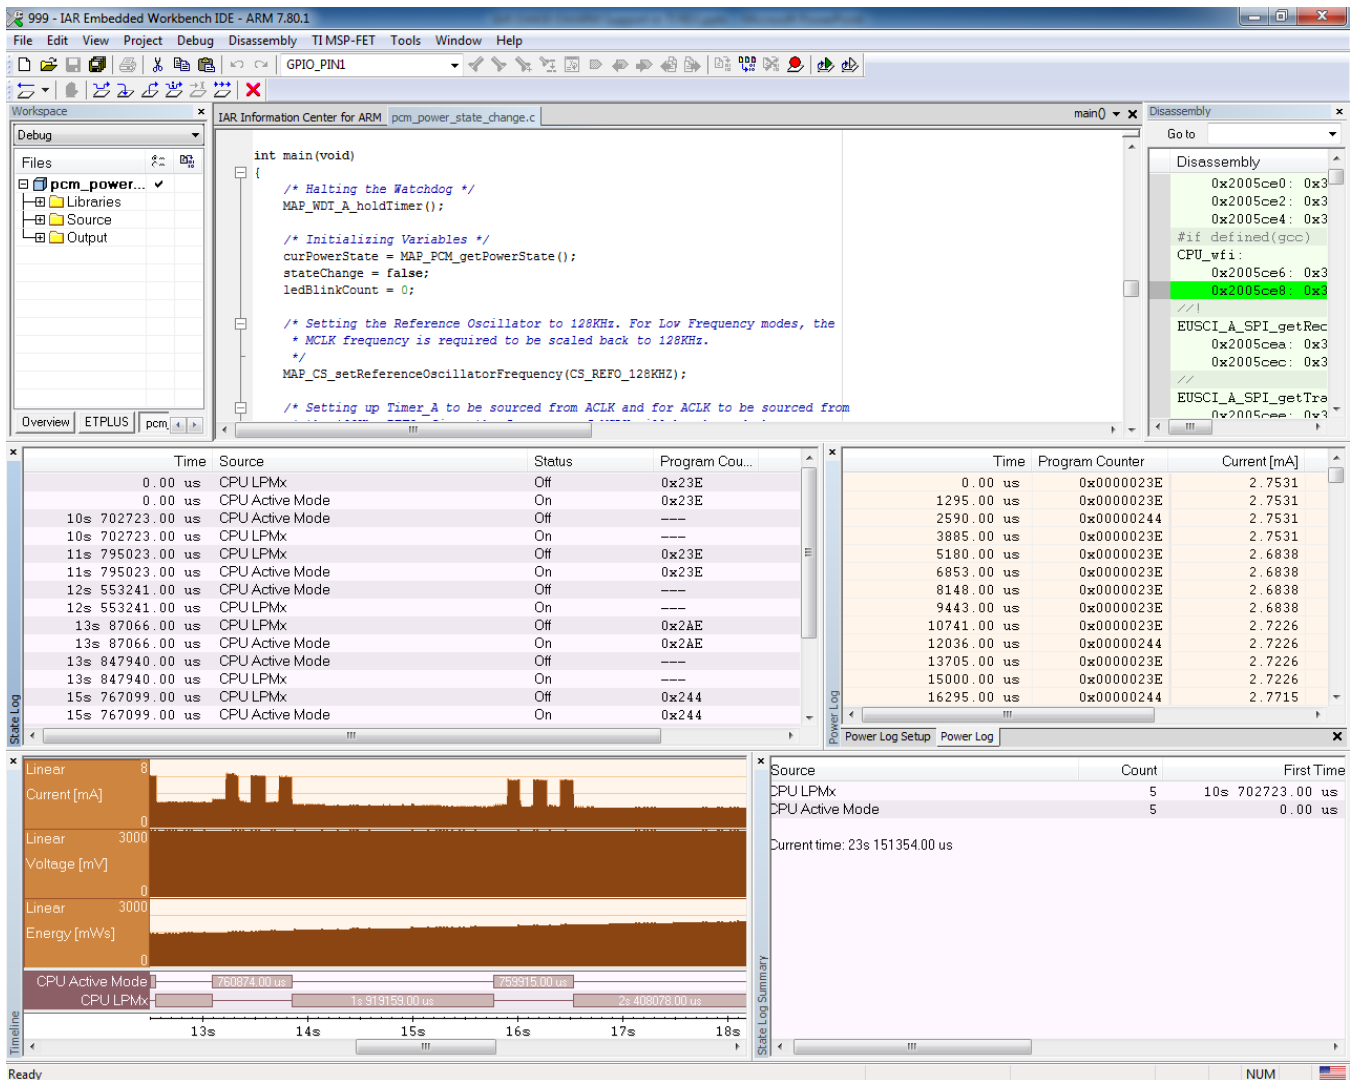 999 - IAR Embedded Workbench IDE - ARM 7.80.1
File Edit View Project Debug Disassembly TI MSP-FET Tools Window Help
GPIO_PIN1
Workspace
Debug
Files
pcm_power...
Libraries
Source
Output
Overview ETPLUS pcm_
IAR Information Center for ARM pcm_power_state_change.c main()
int main(void)
{
/* Halting the Watchdog */
MAP_WDT_A_holdTimer();
/* Initializing Variables */
curPowerState = MAP_PCM_getPowerState();
stateChange = false;
ledBlinkCount = 0;
/* Setting the Reference Oscillator to 128KHz. For Low Frequency modes, the
* MCLK frequency is required to be scaled back to 128KHz.
*/
MAP_CS_setReferenceOscillatorFrequency(CS_REFO_128KHZ);
/* Setting up Timer_A to be sourced from ACLK and for ACLK to be sourced from
Disassembly
Go to
Disassembly
0x2005ce0: 0x3
0x2005ce2: 0x3
0x2005ce4: 0x3
#if defined(gcc)
CPU_wfi:
0x2005ce6: 0x3
0x2005ce8: 0x3
//!
EUSCI_A_SPI_getRec
0x2005cea: 0x3
0x2005cec: 0x3
//
EUSCI_A_SPI_getTra
0x2005cee: 0x3
Time Source Status Program Cou...
0.00 us CPU LPMx Off 0x23E
0.00 us CPU Active Mode On 0x23E
10s 702723.00 us CPU Active Mode Off ---
10s 702723.00 us CPU LPMx On ---
11s 795023.00 us CPU LPMx Off 0x23E
11s 795023.00 us CPU Active Mode On 0x23E
12s 553241.00 us CPU Active Mode Off ---
12s 553241.00 us CPU LPMx On ---
13s 87066.00 us CPU LPMx Off 0x2AE
13s 87066.00 us CPU Active Mode On 0x2AE
13s 847940.00 us CPU Active Mode Off ---
13s 847940.00 us CPU LPMx On ---
15s 767099.00 us CPU LPMx Off 0x244
15s 767099.00 us CPU Active Mode On 0x244
State Log
Time Program Counter Current [mA]
0.00 us 0x0000023E 2.7531
1295.00 us 0x0000023E 2.7531
2590.00 us 0x00000244 2.7531
3885.00 us 0x0000023E 2.7531
5180.00 us 0x0000023E 2.6838
6853.00 us 0x0000023E 2.6838
8148.00 us 0x0000023E 2.6838
9443.00 us 0x0000023E 2.6838
10741.00 us 0x0000023E 2.7226
12036.00 us 0x00000244 2.7226
13705.00 us 0x0000023E 2.7226
15000.00 us 0x0000023E 2.7226
16295.00 us 0x00000244 2.7715
Power Log
Power Log Setup Power Log
Linear 8
Current [mA]
0
Linear 3000
Voltage [mV]
0
Linear 3000
Energy [mWs]
0
CPU Active Mode 760874.00 us 759915.00 us
CPU LPMx 1s 919159.00 us 2s 408078.00 us
13s 14s 15s 16s 17s 18s
Timeline
Source Count First Time
CPU LPMx 5 10s 702723.00 us
CPU Active Mode 5 0.00 us
Current time: 23s 151354.00 us
State Log Summary
Ready NUM